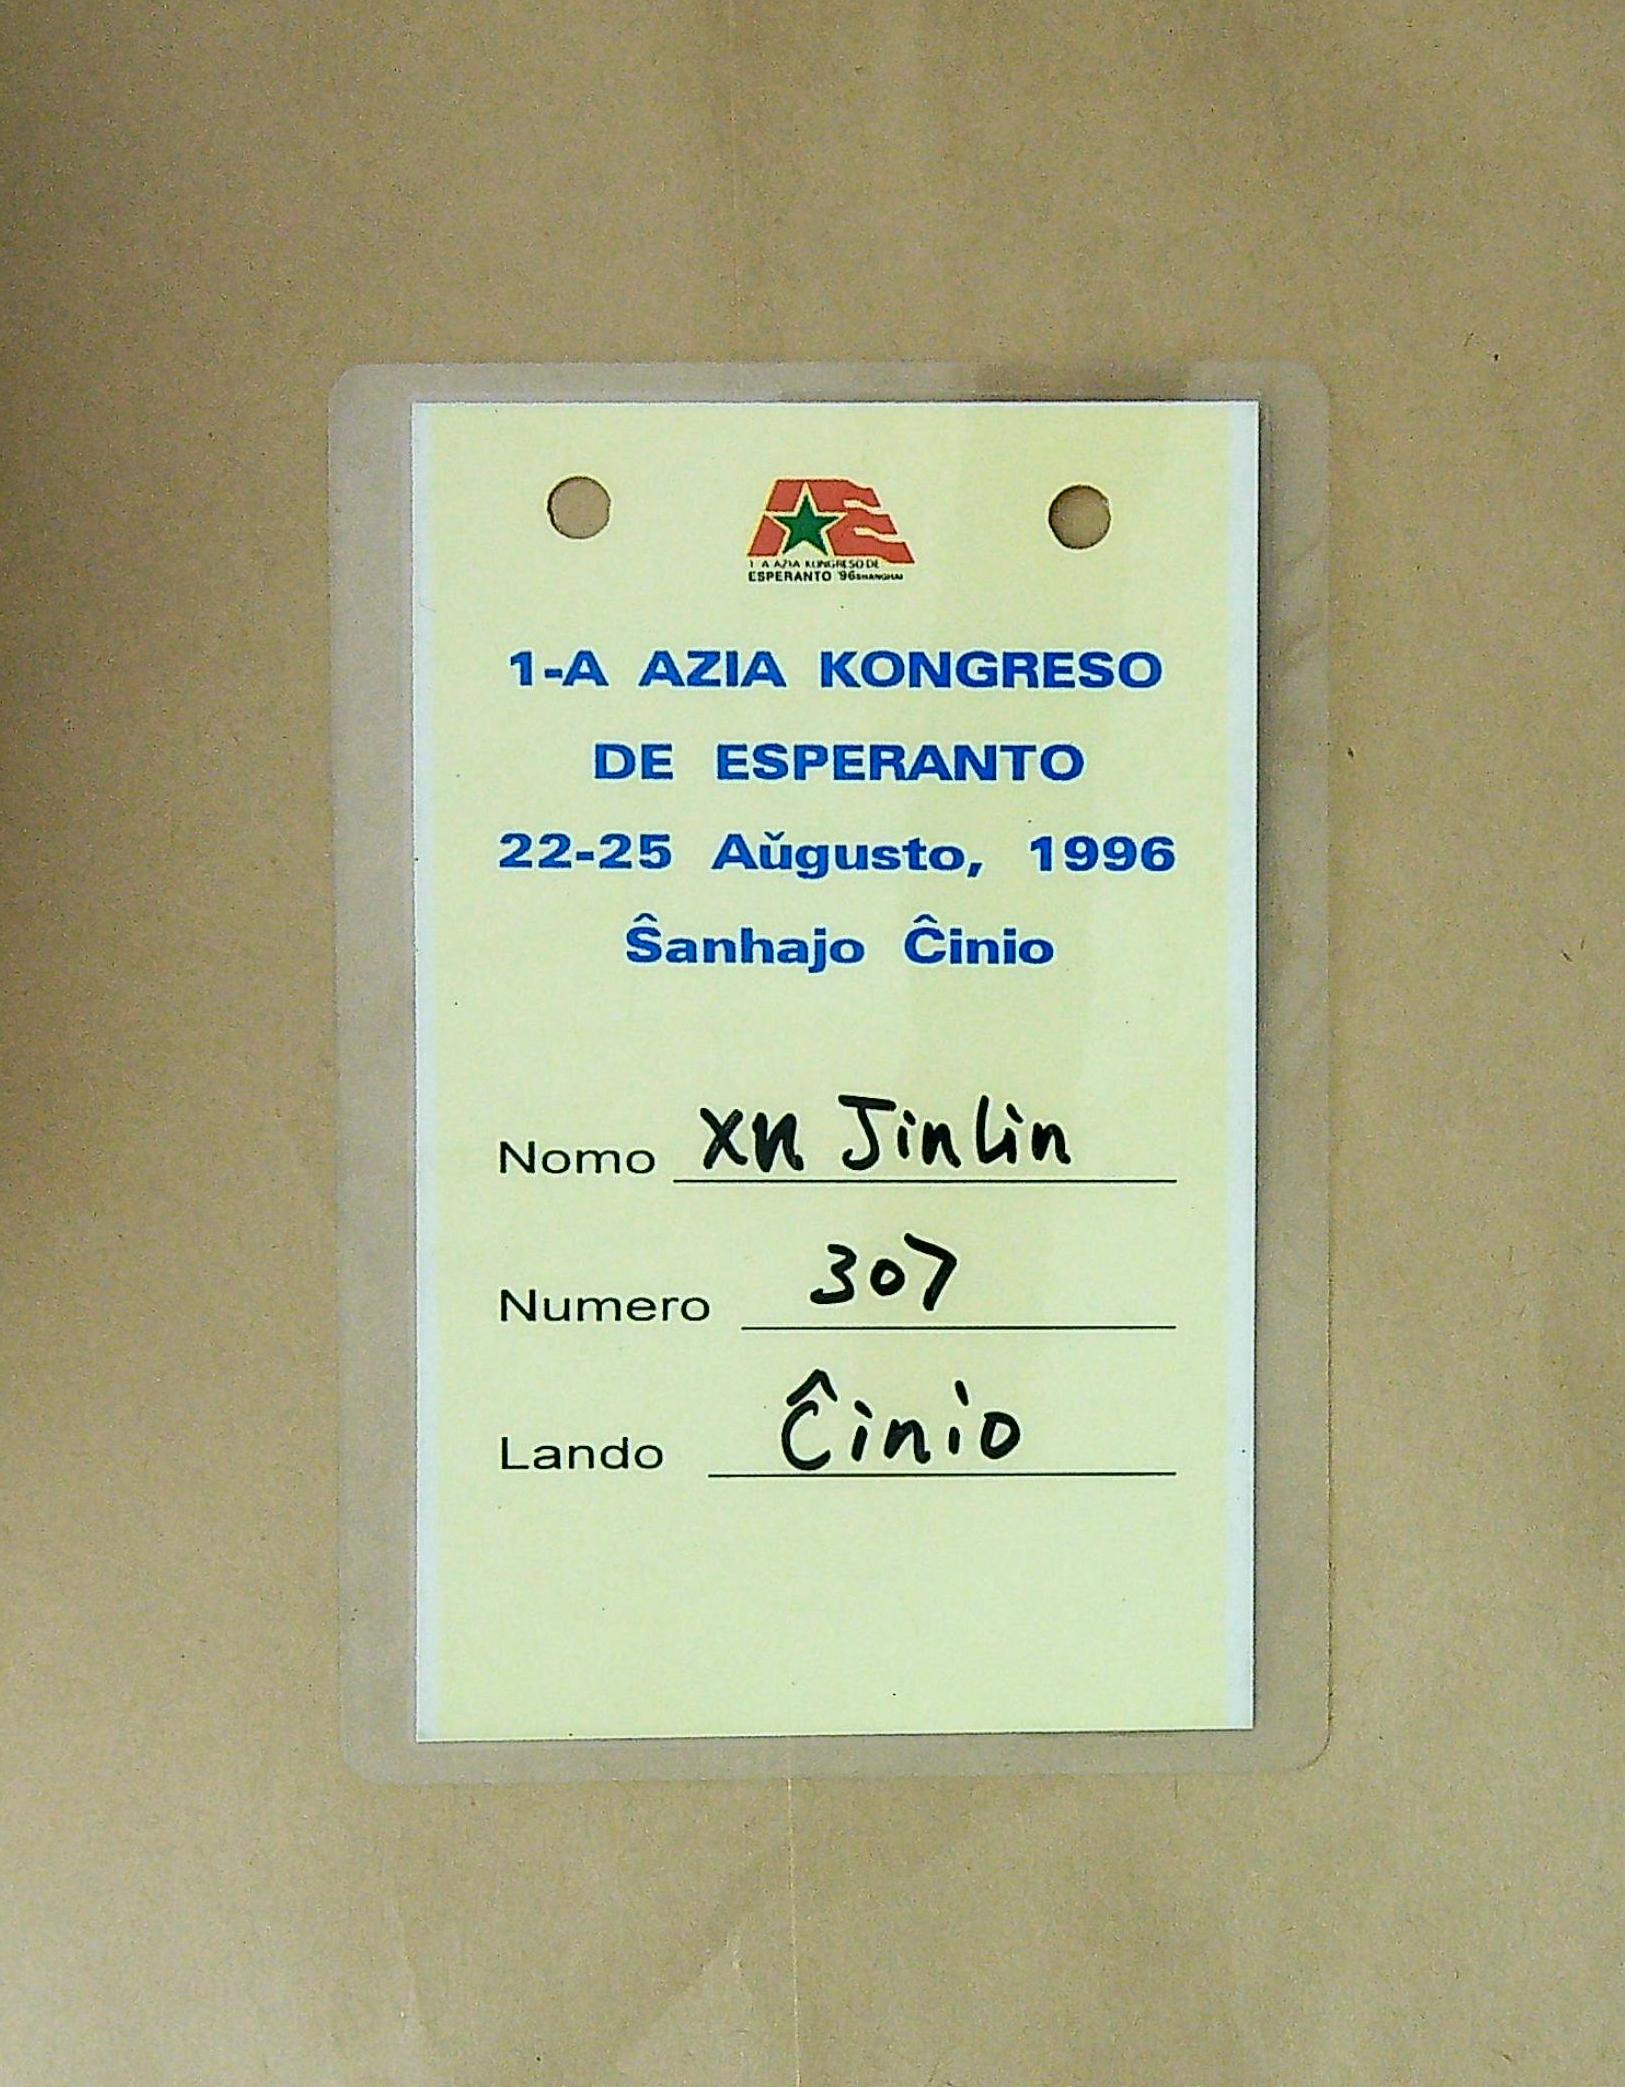 1-A AZIA KONGRESO DE
ESPERANTO '96 SHANGHAI
1-A AZIA KONGRESO
DE ESPERANTO
22-25 Aŭgusto, 1996
Ŝanhajo Ĉinio
Nomo Xu Jinlin
Numero 307
Lando Ĉinio